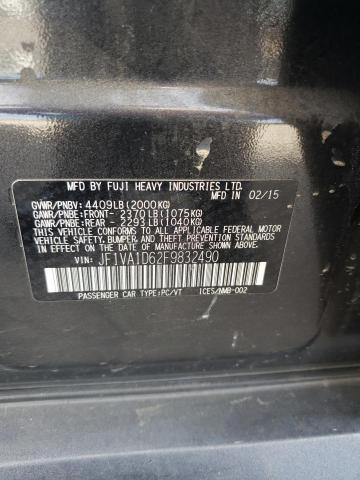 MFD. BY FUJI HEAVY INDUSTRIES LTD.
MADE IN JAPAN 02/15
GVWR/PNBV: 4409LB(2000KG)
GAWR/PNBE:FRONT- 2370LB(1075KG)
GAWR/PNBE:REAR - 2293LB(1040KG)
THIS VEHICLE CONFORMS TO ALL APPLICABLE FEDERAL MOTOR
VEHICLE SAFETY, BUMPER, AND THEFT PREVENTION STANDARDS
IN EFFECT ON THE DATE OF MANUFACTURE SHOWN ABOVE.
JF1VA1D62F9832490
PASSENGER CAR TYPE:PC/VT ICES/NMB-002